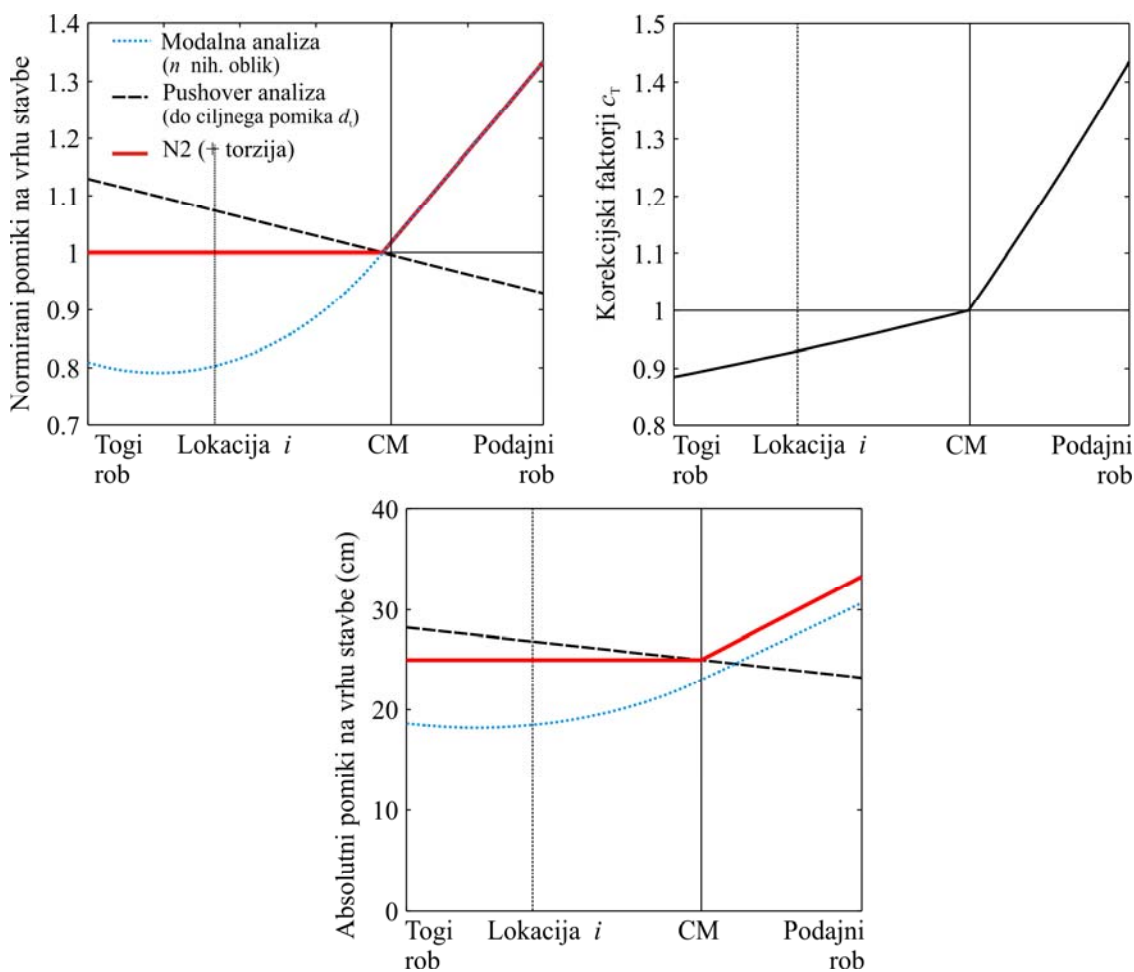 Normirani pomiki na vrhu stavbe
1.4
1.3
1.2
1.1
1
0.9
0.8
0.7
Modalna analiza
(n nih. oblik)
Pushover analiza
(do ciljnega pomika dt)
N2 (+ torzija)
Togi
rob
Lokacija i
CM
Podajni
rob
Korekcijski faktorji cT
1.5
1.4
1.3
1.2
1.1
1
0.9
0.8
Togi
rob
Lokacija i
CM
Podajni
rob
Absolutni pomiki na vrhu stavbe (cm)
40
30
20
10
0
Togi
rob
Lokacija i
CM
Podajni
rob